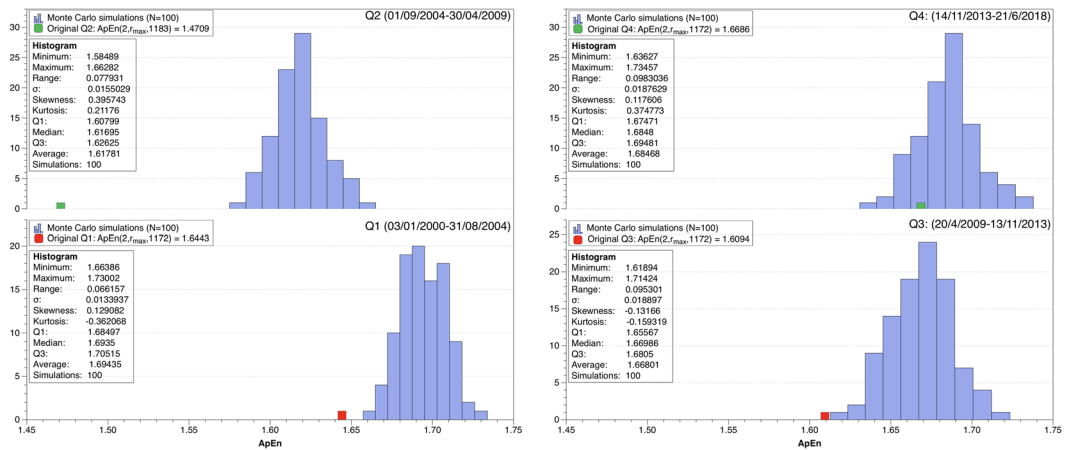 Q2 (01/09/2004-30/04/2009)
Monte Carlo simulations (N=100)
Original Q2: ApEn(2,rmax,1183) = 1.4709
Histogram
Minimum: 1.58489
Maximum: 1.66282
Range: 0.077931
σ: 0.0155029
Skewness: 0.395743
Kurtosis: 0.21176
Q1: 1.60799
Median: 1.61695
Q3: 1.62625
Average: 1.61781
Simulations: 100
30
25
20
15
10
5
0
Q4: (14/11/2013-21/6/2018)
Monte Carlo simulations (N=100)
Original Q4: ApEn(2,rmax,1172) = 1.6686
Histogram
Minimum: 1.63627
Maximum: 1.73457
Range: 0.0983036
σ: 0.0187629
Skewness: 0.117606
Kurtosis: 0.374773
Q1: 1.67471
Median: 1.6848
Q3: 1.69481
Average: 1.68468
Simulations: 100
30
25
20
15
10
5
0
Q1 (03/01/2000-31/08/2004)
Monte Carlo simulations (N=100)
Original Q1: ApEn(2,rmax,1172) = 1.6443
Histogram
Minimum: 1.66386
Maximum: 1.73002
Range: 0.066157
σ: 0.0133937
Skewness: 0.129082
Kurtosis: -0.362068
Q1: 1.68497
Median: 1.6935
Q3: 1.70515
Average: 1.69435
Simulations: 100
20
15
10
5
0
1.45 1.50 1.55 1.60 1.65 1.70 1.75
ApEn
Q3: (20/4/2009-13/11/2013)
Monte Carlo simulations (N=100)
Original Q3: ApEn(2,rmax,1172) = 1.6094
Histogram
Minimum: 1.61894
Maximum: 1.71424
Range: 0.095301
σ: 0.018897
Skewness: -0.13166
Kurtosis: -0.159319
Q1: 1.65567
Median: 1.66986
Q3: 1.6805
Average: 1.66801
Simulations: 100
25
20
15
10
5
0
1.45 1.50 1.55 1.60 1.65 1.70 1.75
ApEn